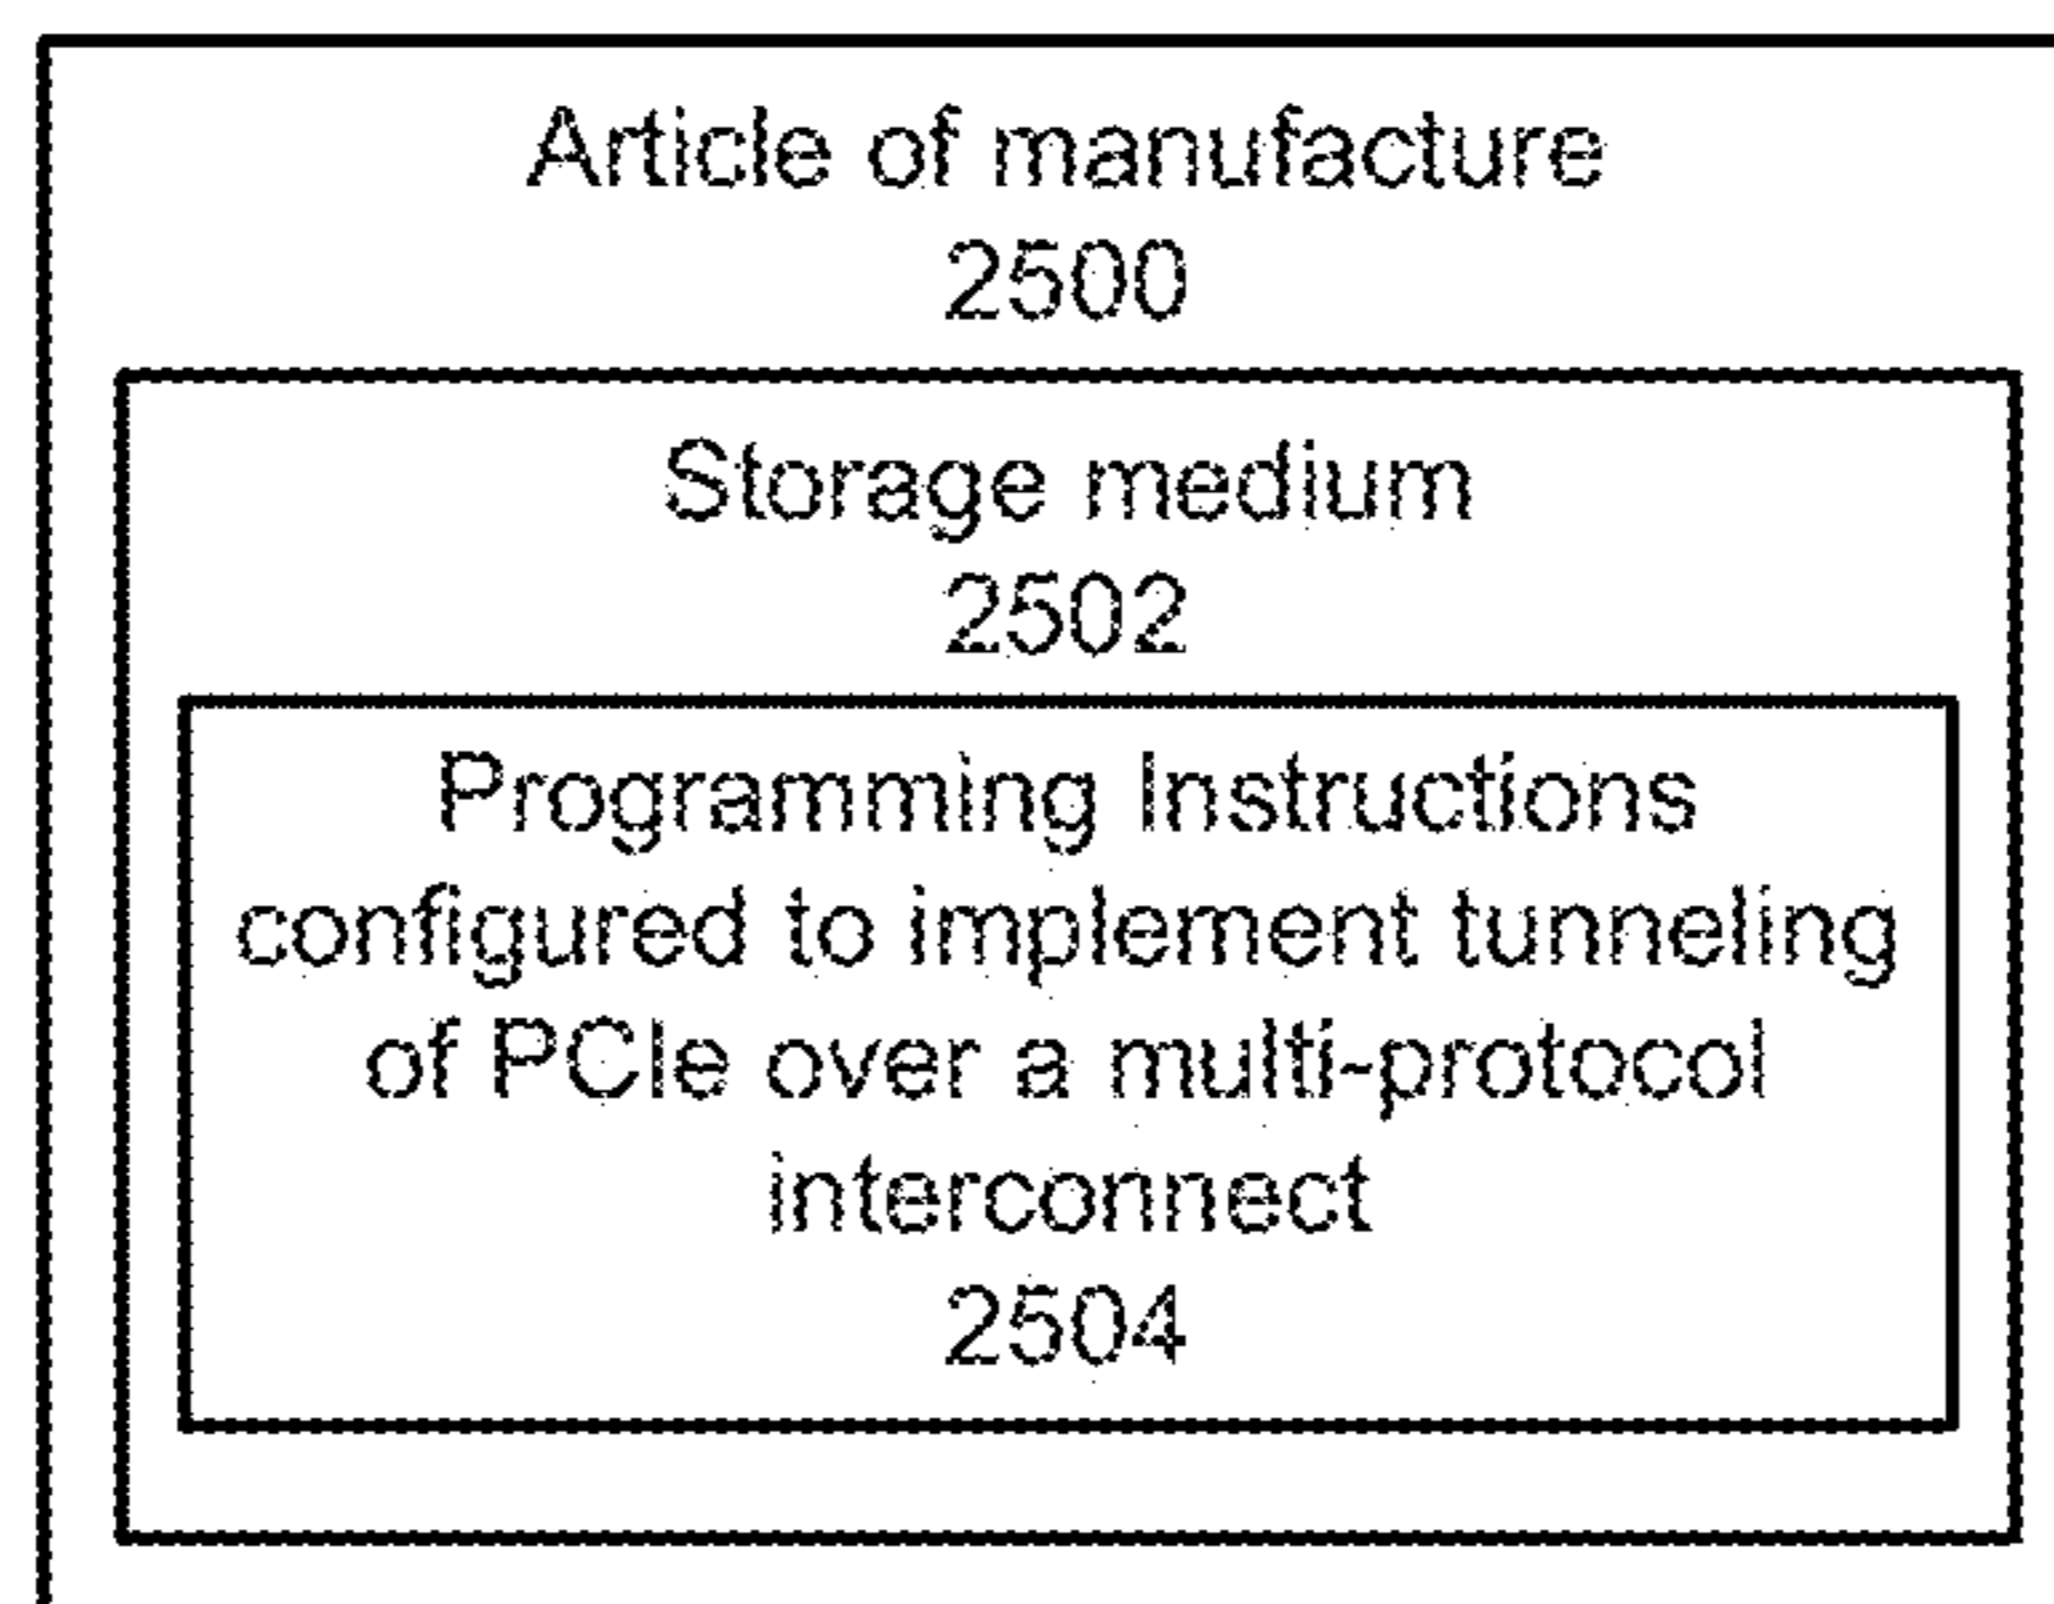 Article of manufacture
2500
Storage medium
2502
Programming Instructions
configured to implement tunneling
of PCIe over a multi-protocol
interconnect
2504